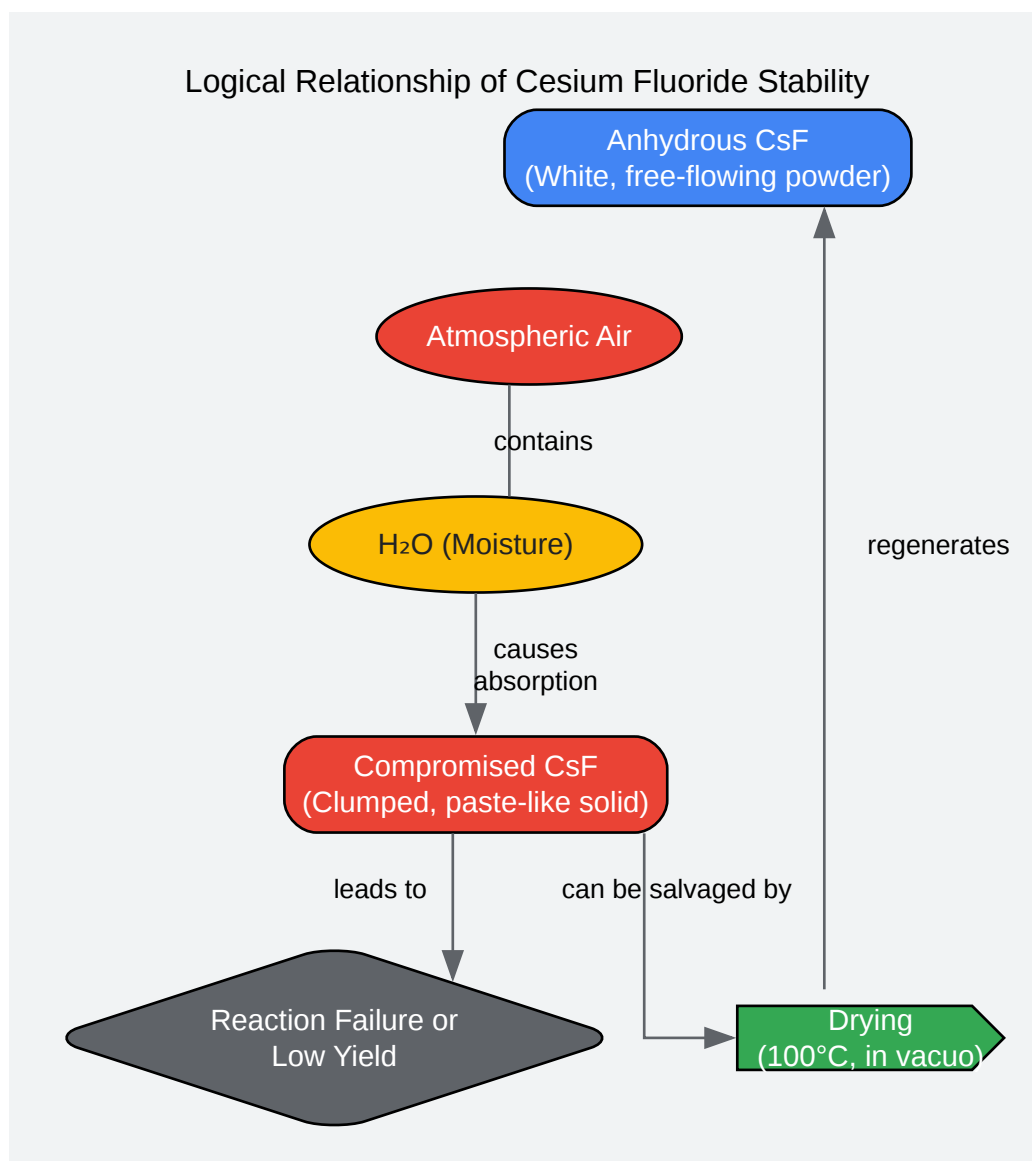 Logical Relationship of Cesium Fluoride Stability
Anhydrous CsF
(White, free-flowing powder)
Atmospheric Air
contains
H₂O (Moisture)
regenerates
causes
absorption
Compromised CsF
(Clumped, paste-like solid)
leads to
can be salvaged by
Reaction Failure or
Low Yield
Drying
(100°C, in vacuo)